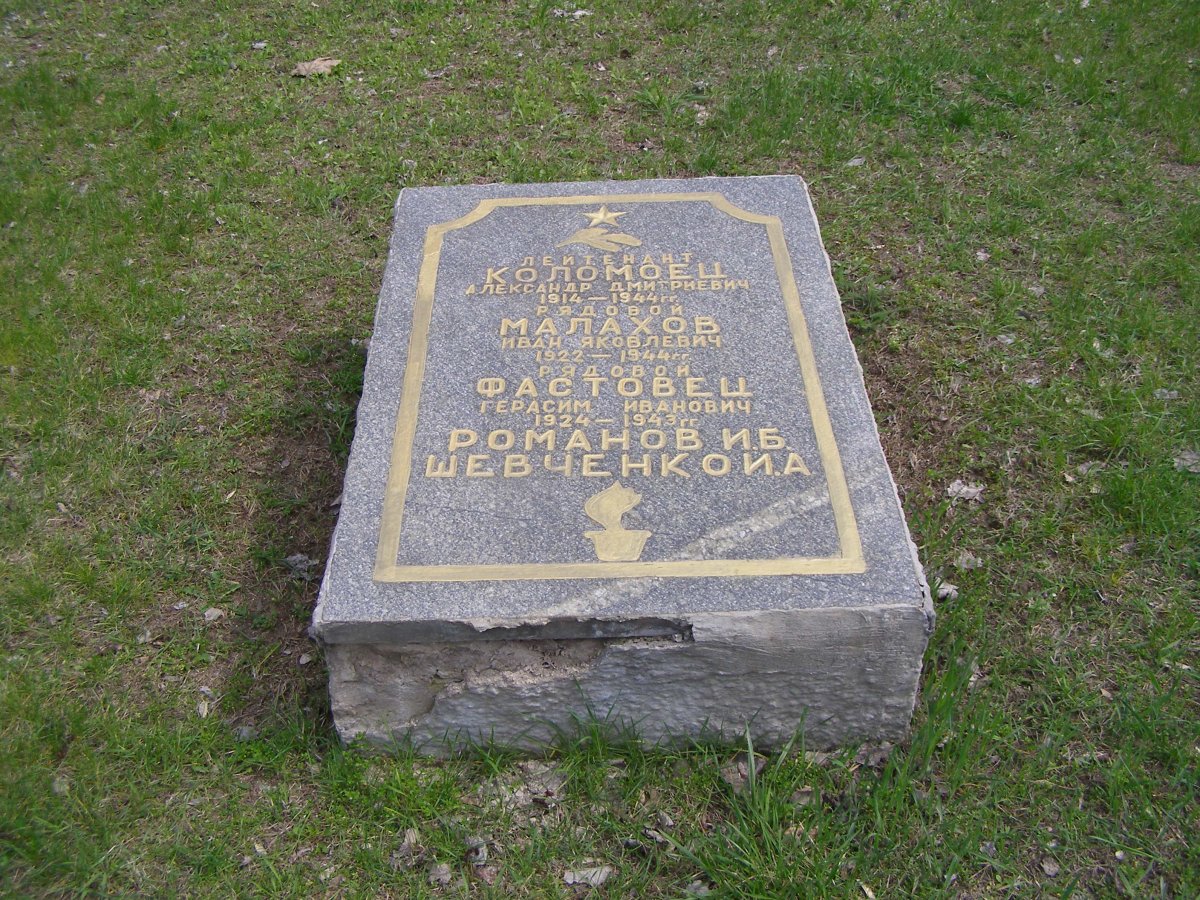 ЛЕЙТЕНАНТ
КОЛОМОЕЦ
АЛЕКСАНДР ДМИТРИЕВИЧ
1914 — 1944гг.
РЯДОВОЙ
МАЛАХОВ
ИВАН ЯКОВЛЕВИЧ
1922 — 1944гг.
РЯДОВОЙ
ФАСТОВЕЦ
ГЕРАСИМ ИВАНОВИЧ
1924 — 1943гг
РОМАНОВ И.Б.
ШЕВЧЕНКО И.А